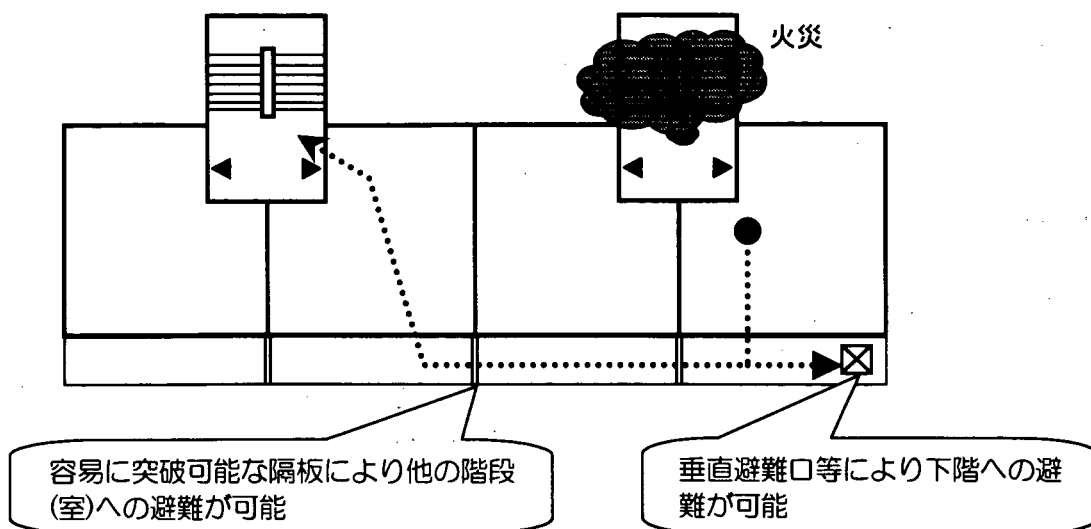 火災
容易に突破可能な隔板により他の階段
(室)への避難が可能
垂直避難口等により下階への避
難が可能